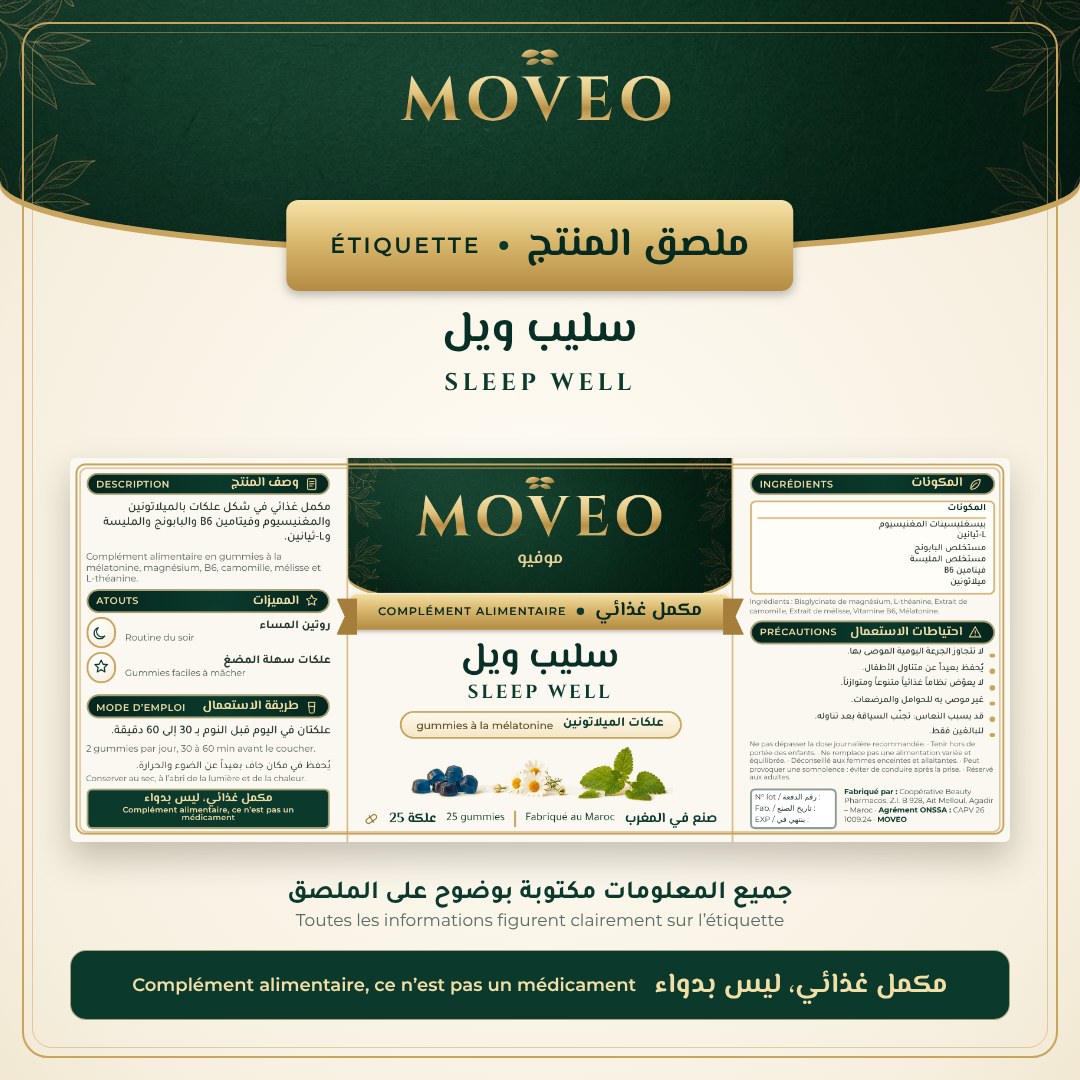 MOVEO
ÉTIQUETTE • ملصق المنتج
سليب ويل
SLEEP WELL
DESCRIPTION وصف المنتج
مكمل غذائي في شكل علكات بالميلاتونين
والمغنيسيوم وفيتامين B6 والبابونج والمليسة
وL-ثيانين.
Complément alimentaire en gummies à la
mélatonine, magnésium, B6, camomille, mélisse et
L-théanine.
ATOUTS المميزات
روتين المساء
Routine du soir
علكات سهلة المضغ
Gummies faciles à mâcher
MODE D’EMPLOI طريقة الاستعمال
علكتان في اليوم قبل النوم بـ 30 إلى 60 دقيقة.
2 gummies par jour, 30 à 60 min avant le coucher.
يُحفظ في مكان جاف بعيداً عن الضوء والحرارة.
Conserver au sec, à l’abri de la lumière et de la chaleur.
مكمل غذائي، ليس بدواء
Complément alimentaire, ce n’est pas un
médicament
MOVEO
موفيو
COMPLÉMENT ALIMENTAIRE • مكمل غذائي
سليب ويل
SLEEP WELL
gummies à la mélatonine علكات الميلاتونين
25 علكة 25 gummies | Fabriqué au Maroc صنع في المغرب
INGRÉDIENTS المكونات
المكونات
بيسغليسينات المغنيسيوم
L-ثيانين
مستخلص البابونج
مستخلص المليسة
فيتامين B6
ميلاتونين
Ingrédients : Bisglycinate de magnésium, L-théanine, Extrait de
camomille, Extrait de mélisse, Vitamine B6, Mélatonine.
PRÉCAUTIONS احتياطات الاستعمال
لا تتجاوز الجرعة اليومية الموصى بها.
يُحفظ بعيداً عن متناول الأطفال.
لا يعوّض نظاماً غذائياً متنوعاً ومتوازناً.
غير موصى به للحوامل والمرضعات.
قد يسبب النعاس: تجنّب السياقة بعد تناوله.
للبالغين فقط.
Ne pas dépasser la dose journalière recommandée. · Tenir hors de
portée des enfants. · Ne remplace pas une alimentation variée et
équilibrée. · Déconseillé aux femmes enceintes et allaitantes. · Peut
provoquer une somnolence : éviter de conduire après la prise. · Réservé
aux adultes.
N° lot / رقم الدفعة :
Fab. / تاريخ الصنع :
EXP / ينتهي في :
Fabriqué par : Coopérative Beauty
Pharmacos, Z.I. B 928, Ait Melloul, Agadir
– Maroc · Agrément ONSSA : CAPV 26
1009.24 · MOVEO
جميع المعلومات مكتوبة بوضوح على الملصق
Toutes les informations figurent clairement sur l’étiquette
Complément alimentaire, ce n’est pas un médicament مكمل غذائي، ليس بدواء